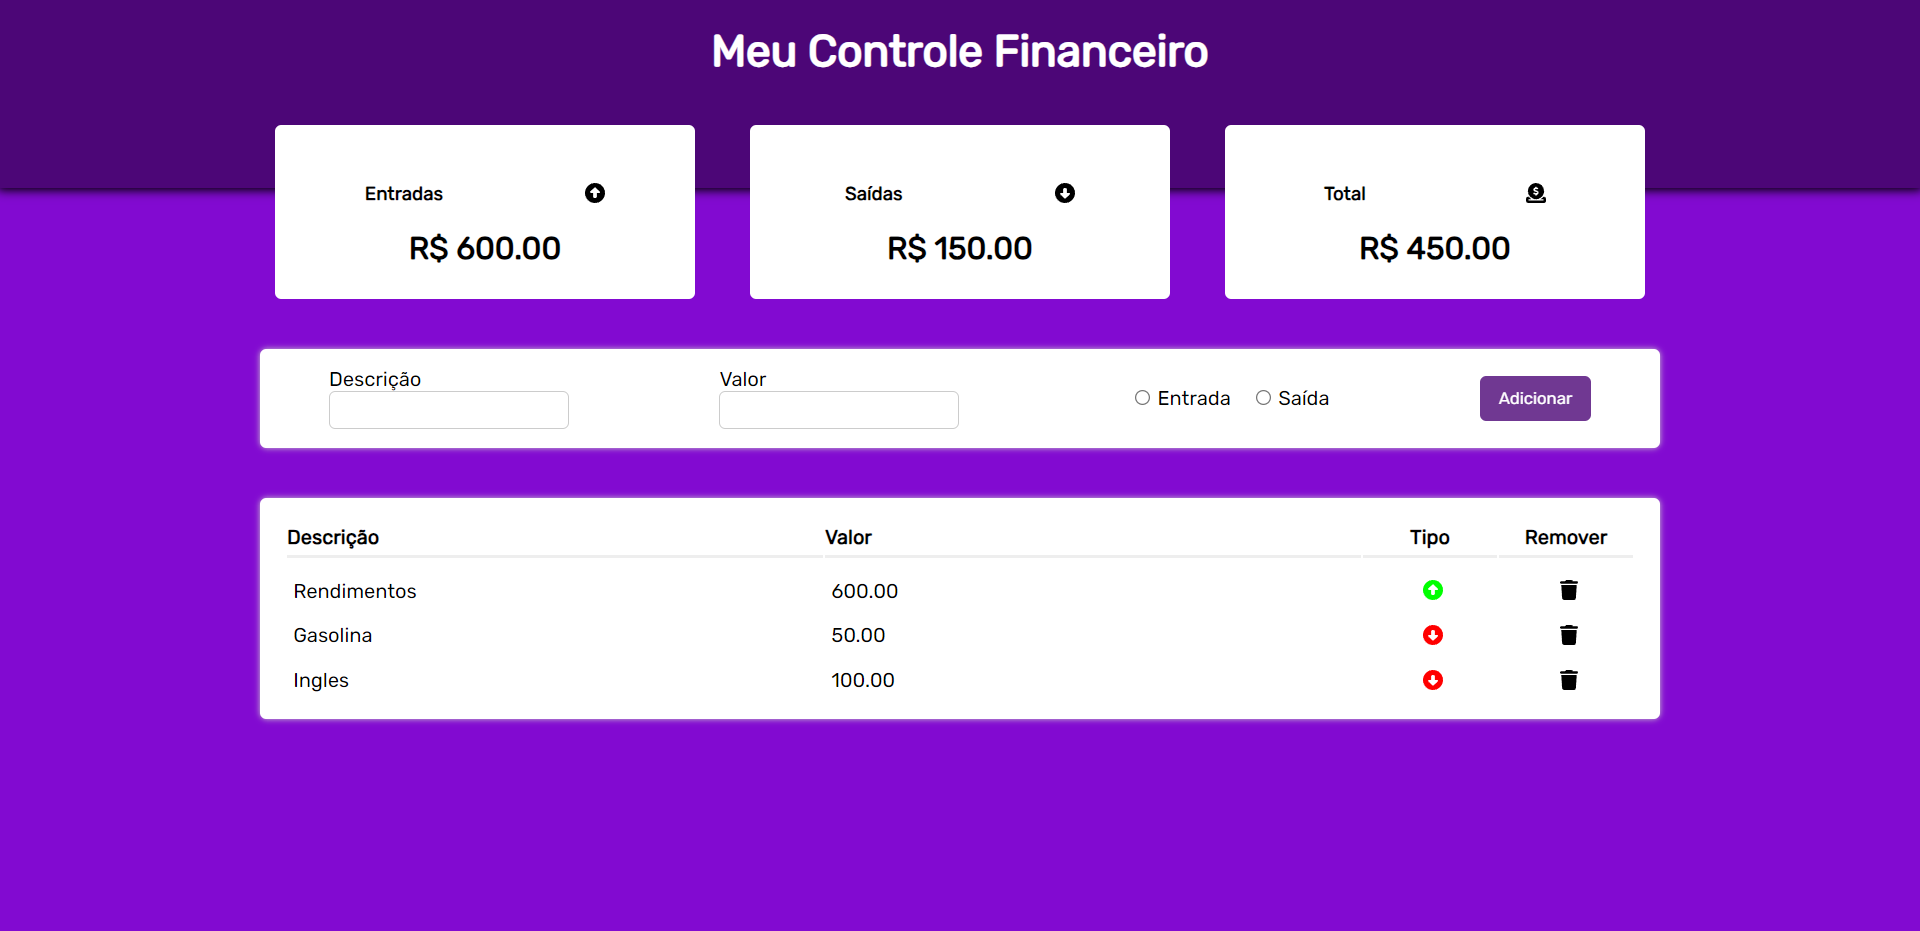 Meu Controle Financeiro
Entradas
R$ 600.00
Saídas
R$ 150.00
Total
R$ 450.00
Descrição
Valor
Entrada Saída
Adicionar
Descrição Valor Tipo Remover
Rendimentos 600.00
Gasolina 50.00
Ingles 100.00